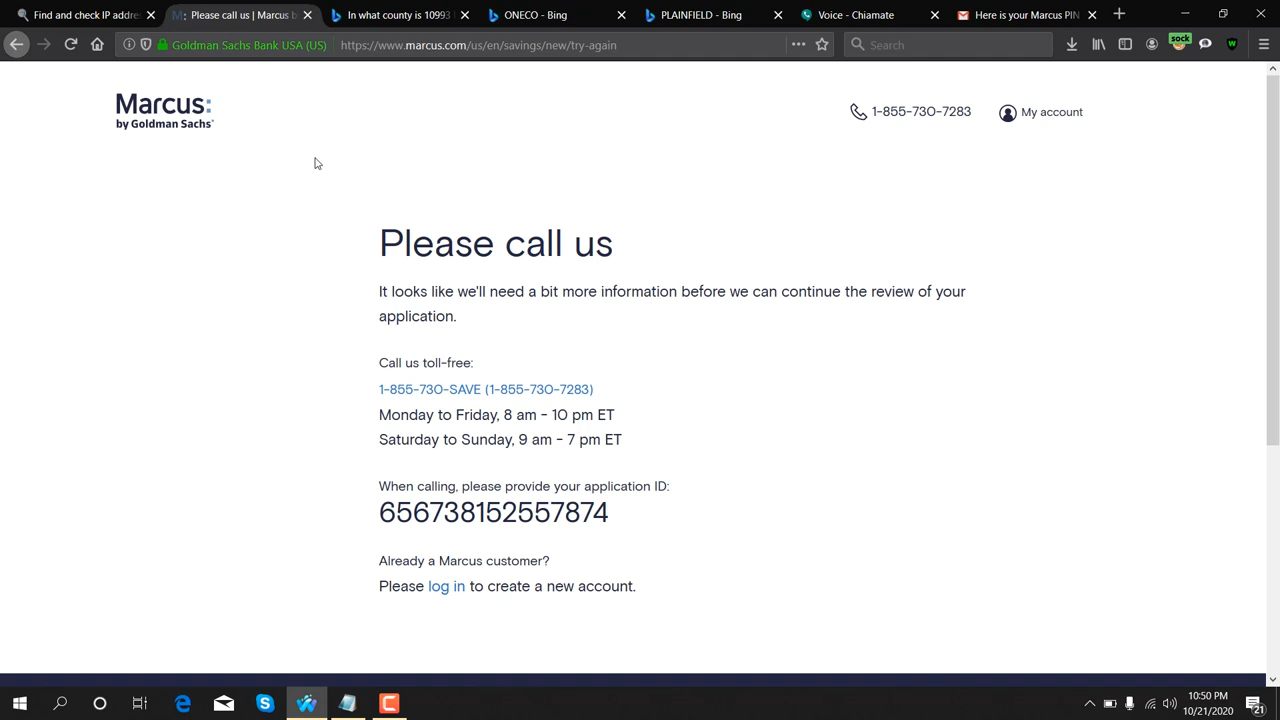 Find and check IP addres
Please call us | Marcus b
In what county is 10993
ONECO - Bing
PLAINFIELD - Bing
Voice - Chiamate
Here is your Marcus PIN
Goldman Sachs Bank USA (US)
https://www.marcus.com/us/en/savings/new/try-again
Search
sock
Marcus:
by Goldman Sachs®
1-855-730-7283
My account
Please call us
It looks like we'll need a bit more information before we can continue the review of your
application.
Call us toll-free:
1-855-730-SAVE (1-855-730-7283)
Monday to Friday, 8 am - 10 pm ET
Saturday to Sunday, 9 am - 7 pm ET
When calling, please provide your application ID:
656738152557874
Already a Marcus customer?
Please log in to create a new account.
10:50 PM
10/21/2020
21